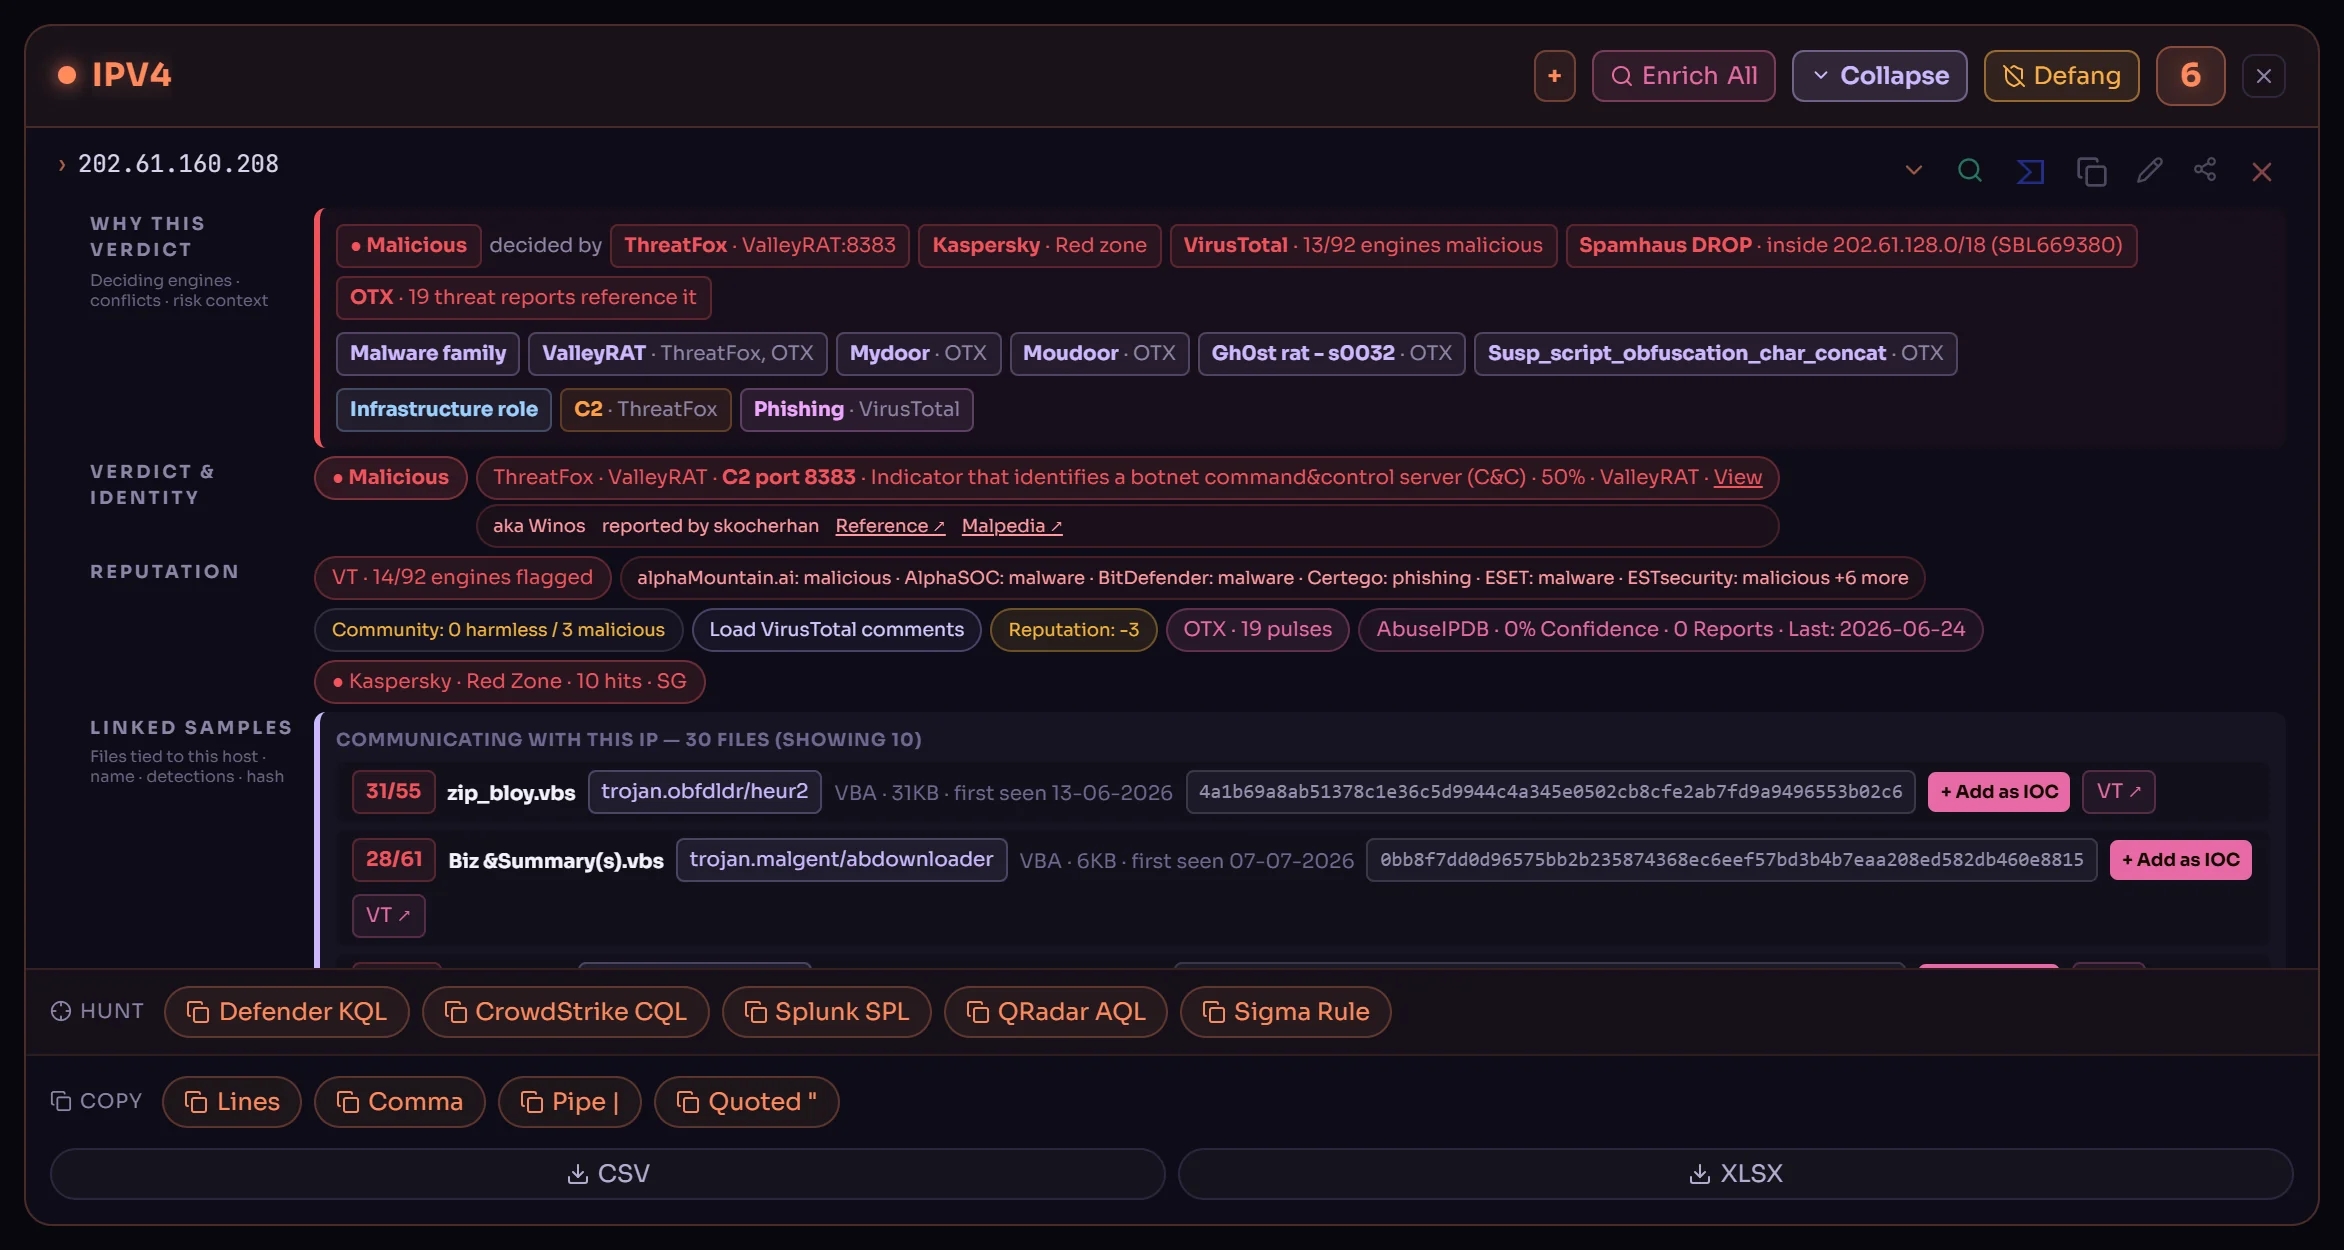 IPV4
+ Enrich All Collapse Defang 6
202.61.160.208
WHY THIS VERDICT
Deciding engines · conflicts · risk context
Malicious decided by ThreatFox · ValleyRAT:8383 Kaspersky · Red zone VirusTotal · 13/92 engines malicious Spamhaus DROP · inside 202.61.128.0/18 (SBL669380)
OTX · 19 threat reports reference it
Malware family ValleyRAT · ThreatFox, OTX Mydoor · OTX Moudoor · OTX Gh0st rat - s0032 · OTX Susp_script_obfuscation_char_concat · OTX
Infrastructure role C2 · ThreatFox Phishing · VirusTotal
VERDICT & IDENTITY
Malicious ThreatFox · ValleyRAT · C2 port 8383 · Indicator that identifies a botnet command&control server (C&C) · 50% · ValleyRAT · View
aka Winos reported by skocherhan Reference ↗ Malpedia ↗
REPUTATION
VT · 14/92 engines flagged alphaMountain.ai: malicious · AlphaSOC: malware · BitDefender: malware · Certego: phishing · ESET: malware · ESTsecurity: malicious +6 more
Community: 0 harmless / 3 malicious Load VirusTotal comments Reputation: -3 OTX · 19 pulses AbuseIPDB · 0% Confidence · 0 Reports · Last: 2026-06-24
Kaspersky · Red Zone · 10 hits · SG
LINKED SAMPLES
Files tied to this host · name · detections · hash
COMMUNICATING WITH THIS IP — 30 FILES (SHOWING 10)
31/55 zip_bloy.vbs trojan.obfdldr/heur2 VBA · 31KB · first seen 13-06-2026 4a1b69a8ab51378c1e36c5d9944c4a345e0502cb8cfe2ab7fd9a9496553b02c6 + Add as IOC VT ↗
28/61 Biz &Summary(s).vbs trojan.malgent/abdownloader VBA · 6KB · first seen 07-07-2026 0bb8f7dd0d96575bb2b235874368ec6eef57bd3b4b7eaa208ed582db460e8815 + Add as IOC
VT ↗
HUNT Defender KQL CrowdStrike CQL Splunk SPL QRadar AQL Sigma Rule
COPY Lines Comma Pipe | Quoted "
CSV XLSX